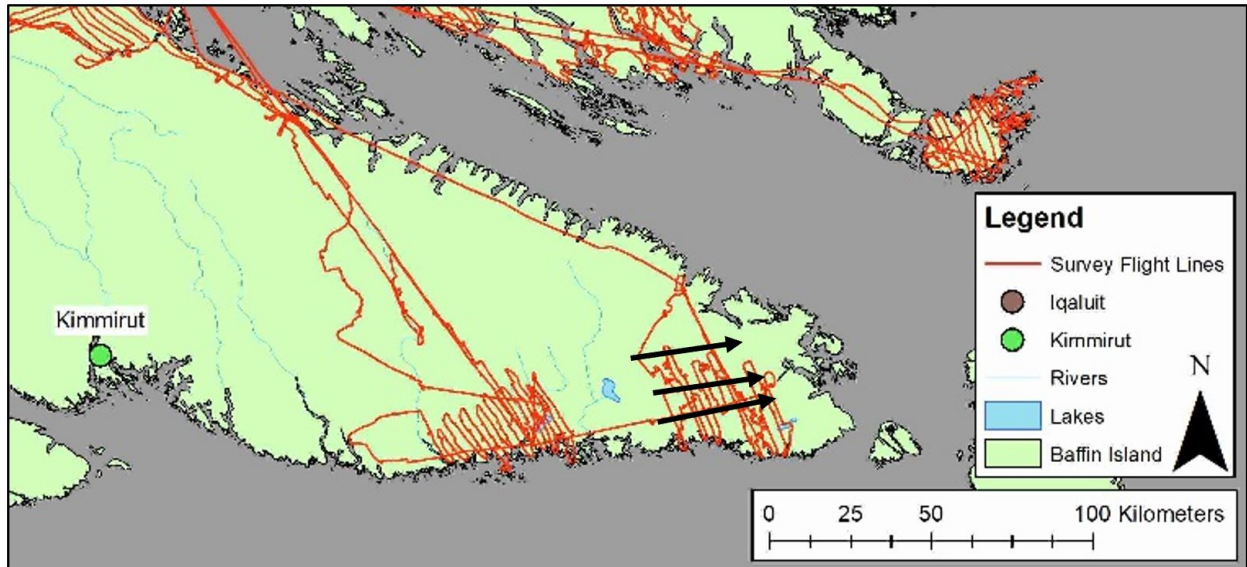 Kimmirut
Legend
Survey Flight Lines
Iqaluit
Kimmirut
Rivers
Lakes
Baffin Island
N
0 25 50 100 Kilometers